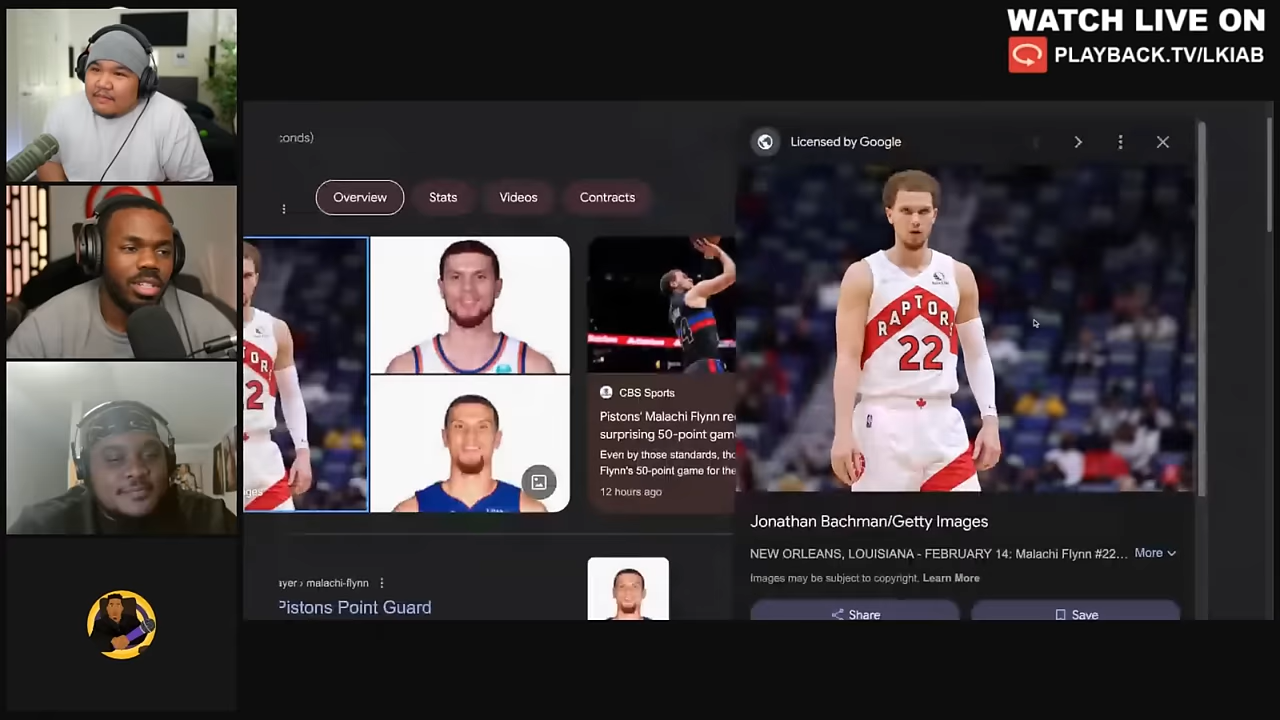 WATCH LIVE ON
PLAYBACK.TV/LKIAB
:conds)
Licensed by Google
Overview
Stats
Videos
Contracts
RAPTORS
22
CBS Sports
Pistons' Malachi Flynn re
surprising 50-point gam
Even by those standards, tho
Flynn's 50-point game for the
12 hours ago
Jonathan Bachman/Getty Images
NEW ORLEANS, LOUISIANA - FEBRUARY 14: Malachi Flynn #22...
More
Images may be subject to copyright. Learn More
ayer › malachi-flynn
Pistons Point Guard
Share
Save